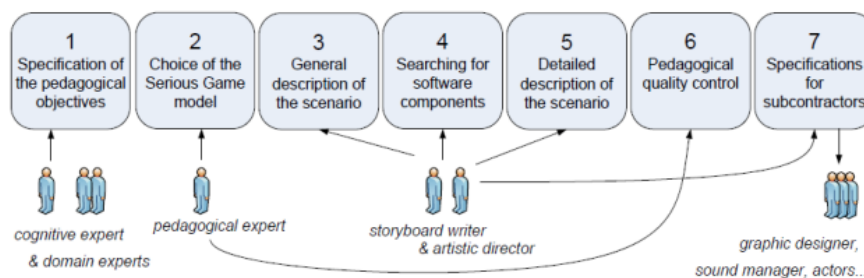 1
Specification of
the pedagogical
objectives
2
Choice of the
Serious Game
model
3
General
description of
the scenario
4
Searching for
software
components
5
Detailed
description of
the scenario
6
Pedagogical
quality control
7
Specifications
for
subcontractors
cognitive expert
& domain experts
pedagogical expert
storyboard writer
& artistic director
graphic designer,
sound manager, actors...